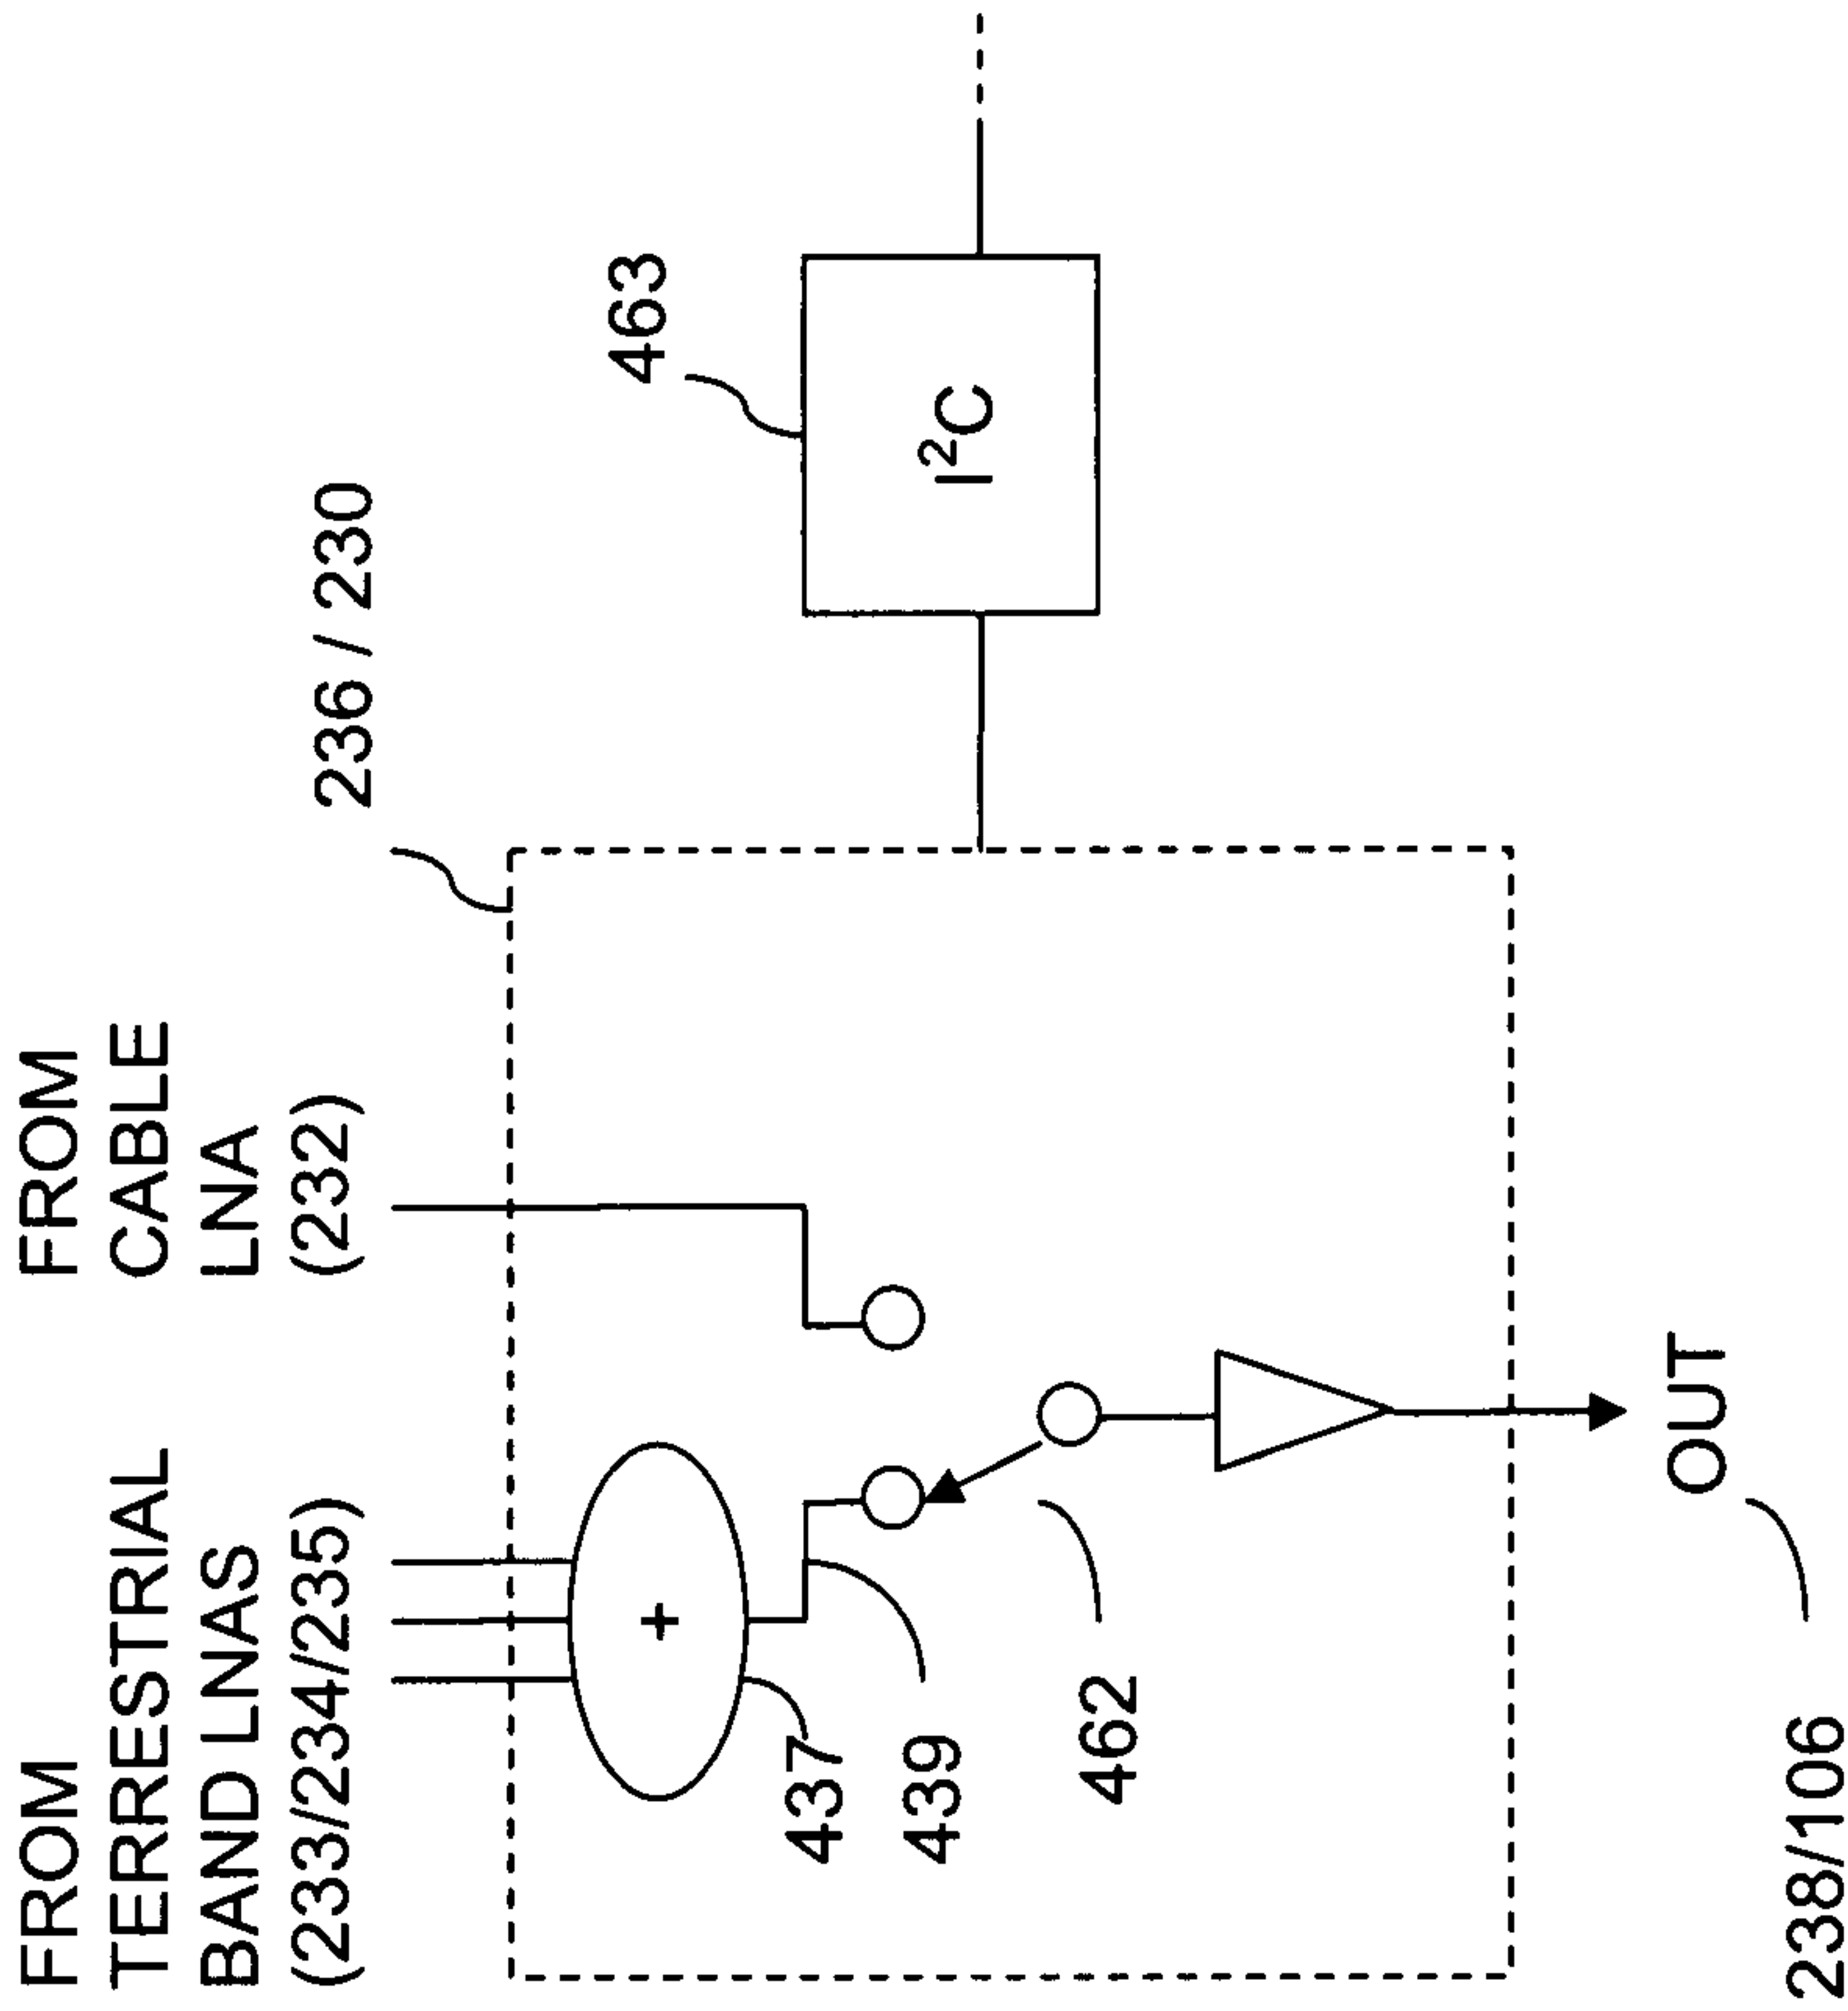 FROM
TERRESTRIAL
BAND LNAS
(233/234/235)
FROM
CABLE
LNA
(232)
236 / 230
463
I²C
+
437
439
462
OUT
238/106